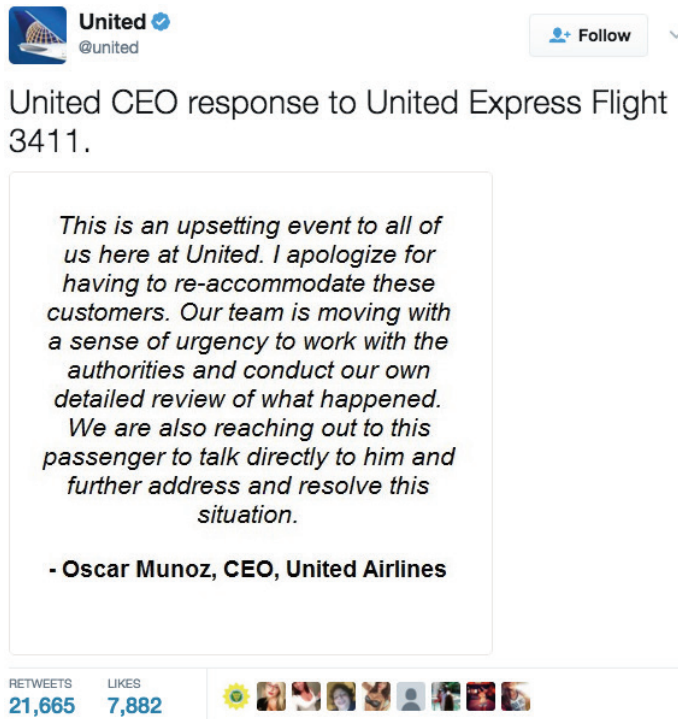 United
@united
Follow
United CEO response to United Express Flight
3411.
This is an upsetting event to all of
us here at United. I apologize for
having to re-accommodate these
customers. Our team is moving with
a sense of urgency to work with the
authorities and conduct our own
detailed review of what happened.
We are also reaching out to this
passenger to talk directly to him and
further address and resolve this
situation.
- Oscar Munoz, CEO, United Airlines
RETWEETS LIKES
21,665 7,882